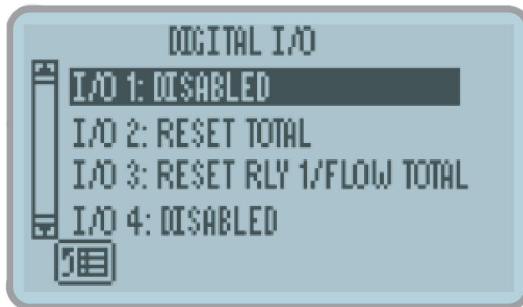 DIGITAL I/O
I/O 1: DISABLED
I/O 2: RESET TOTAL
I/O 3: RESET RLY 1/FLOW TOTAL
I/O 4: DISABLED